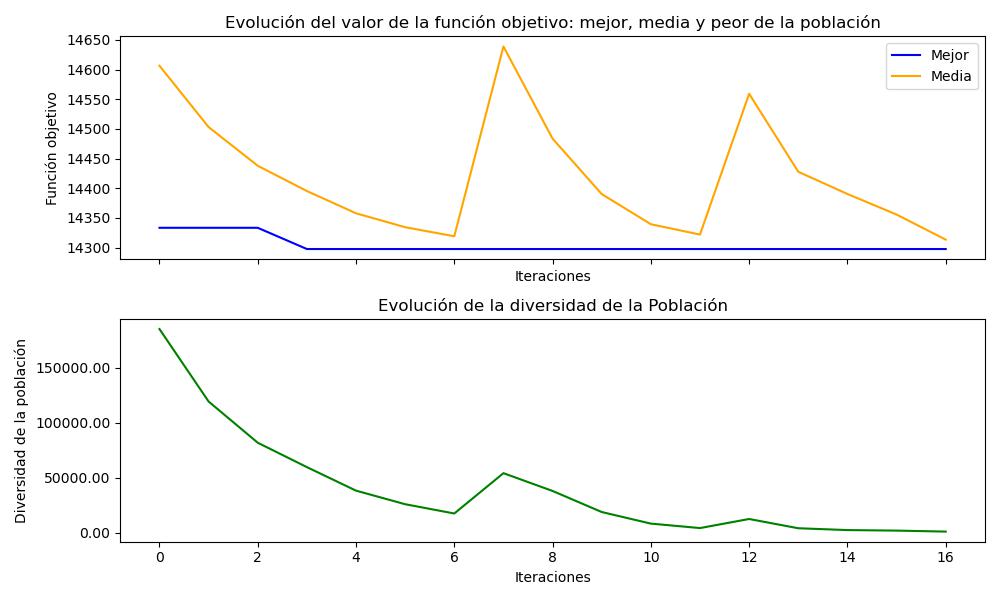 Evolución del valor de la función objetivo: mejor, media y peor de la población
14650
14600
14550
14500
14450
14400
14350
14300
Función objetivo
Mejor
Media
Iteraciones
Evolución de la diversidad de la Población
150000.00
100000.00
50000.00
0.00
Diversidad de la población
0 2 4 6 8 10 12 14 16
Iteraciones